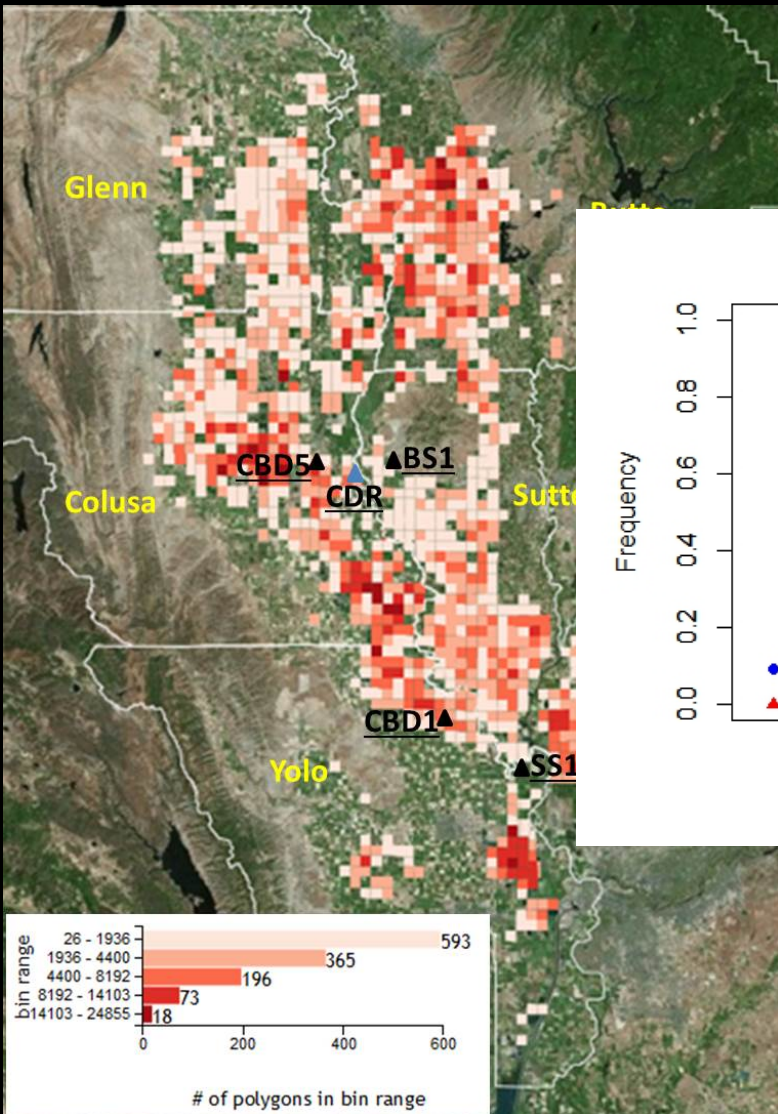 Glenn
CBD5
BS1
CDR
Colusa
Sutte
CBD1
SS1
Yolo
bin range
26 - 1936
593
1936 - 4400
365
4400 - 8192
196
8192 - 14103
73
14103 - 24855
18
0
200
400
600
# of polygons in bin range
Frequency
1.0
0.8
0.6
0.4
0.2
0.0